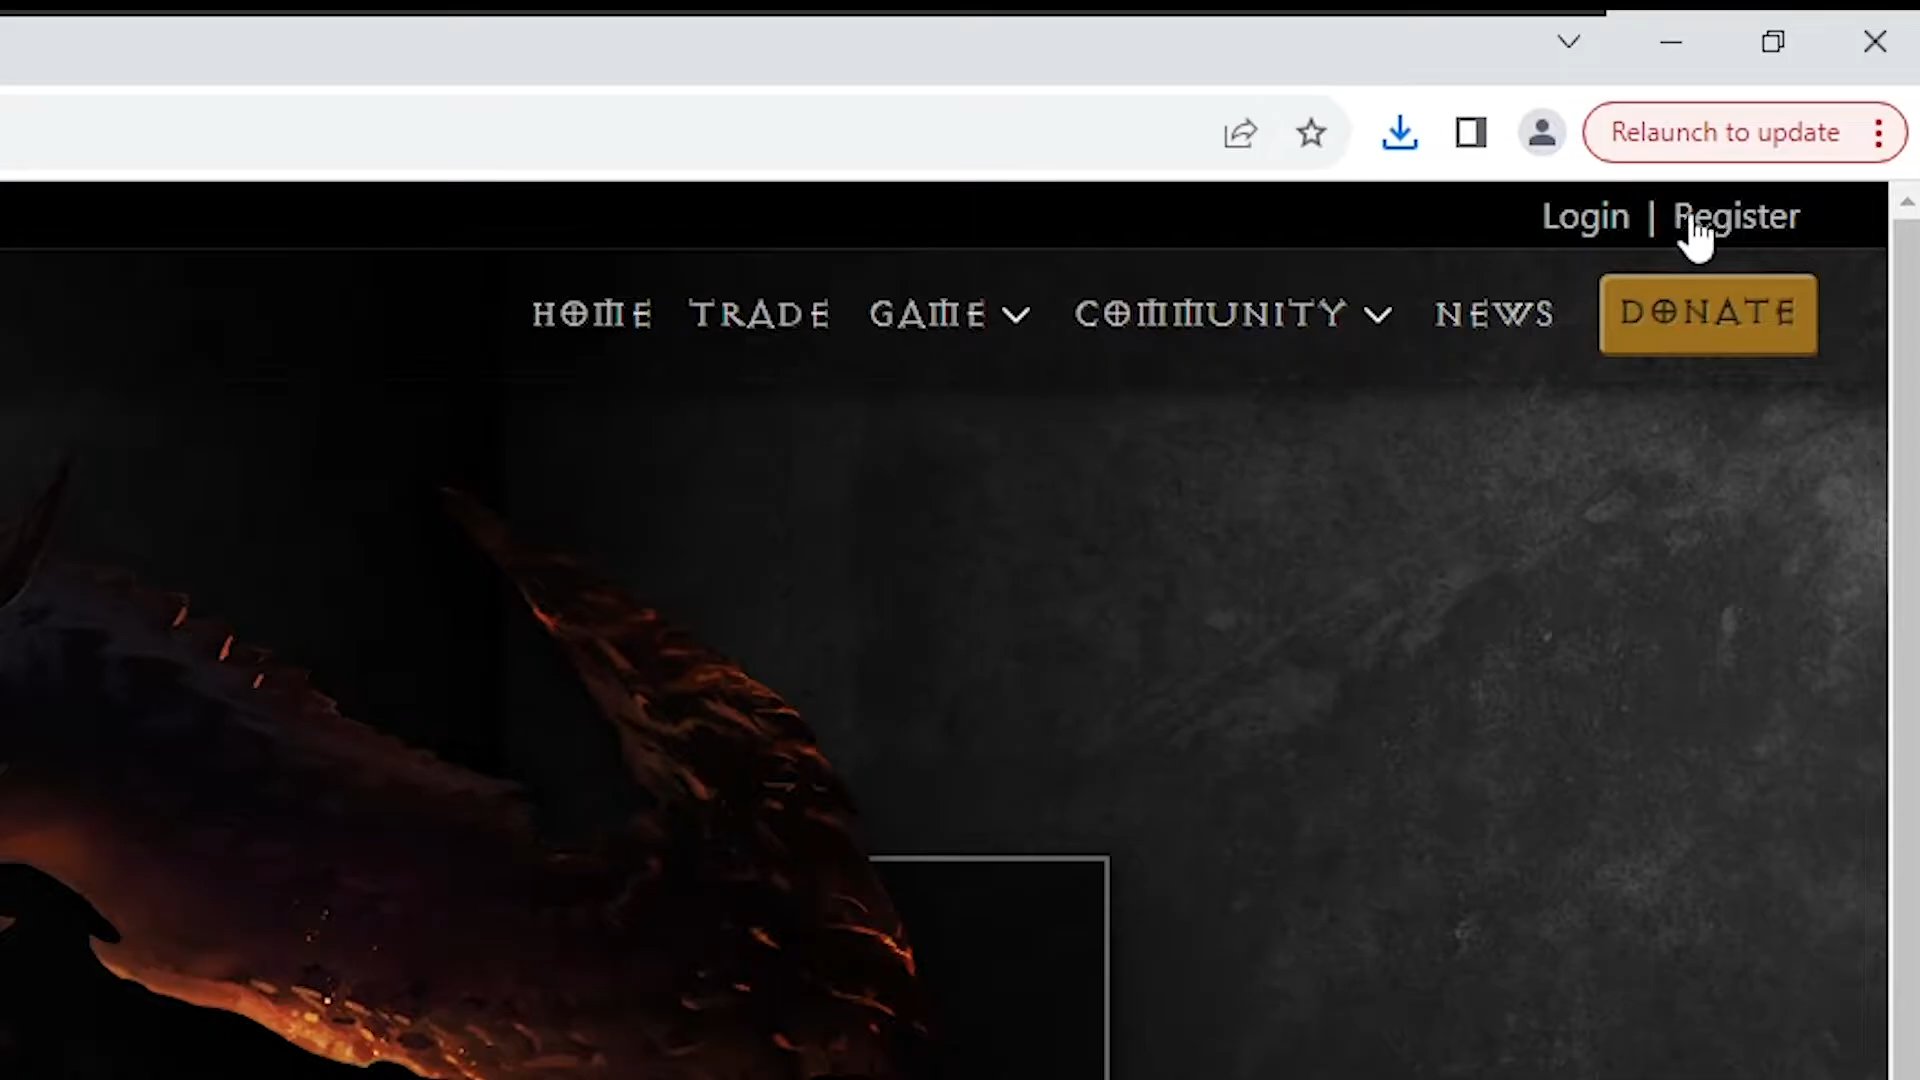 Relaunch to update
Login | Register
HOME TRADE GAME COMMUNITY NEWS DONATE